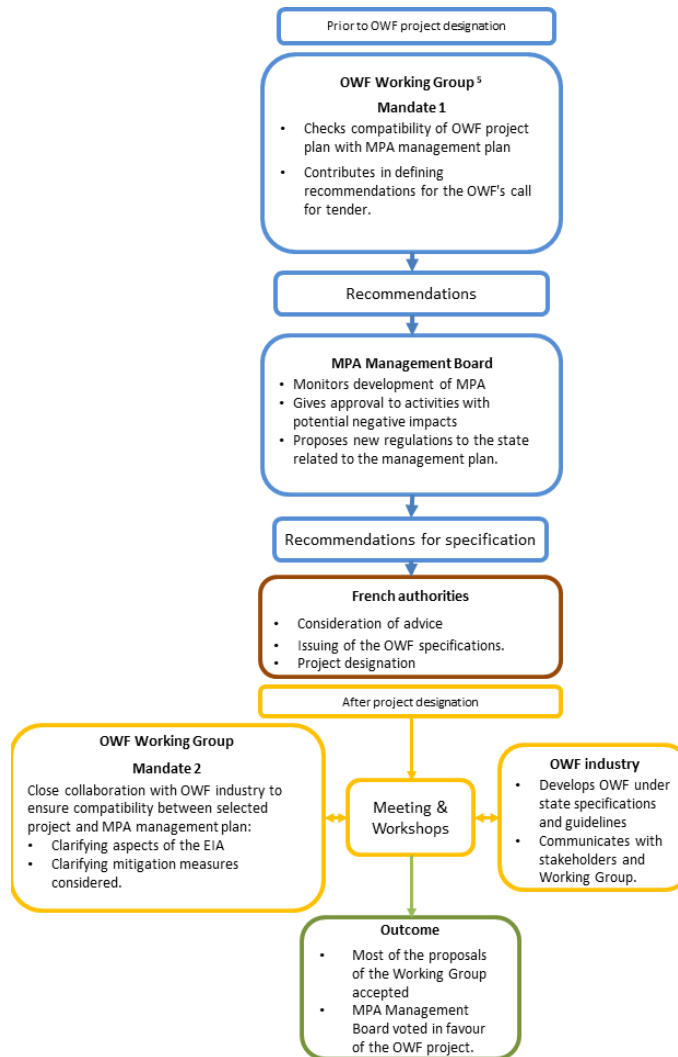 Prior to OWF project designation
OWF Working Group 5
Mandate 1
• Checks compatibility of OWF project
plan with MPA management plan
• Contributes in defining
recommendations for the OWF's call
for tender.
Recommendations
MPA Management Board
• Monitors development of MPA
• Gives approval to activities with
potential negative impacts
• Proposes new regulations to the state
related to the management plan.
Recommendations for specification
French authorities
• Consideration of advice
• Issuing of the OWF specifications.
• Project designation
After project designation
OWF Working Group
Mandate 2
Close collaboration with OWF industry to
ensure compatibility between selected
project and MPA management plan:
• Clarifying aspects of the EIA
• Clarifying mitigation measures
considered.
Meeting &
Workshops
OWF industry
• Develops OWF under
state specifications
and guidelines
• Communicates with
stakeholders and
Working Group.
Outcome
• Most of the proposals
of the Working Group
accepted
• MPA Management
Board voted in favour
of the OWF project.